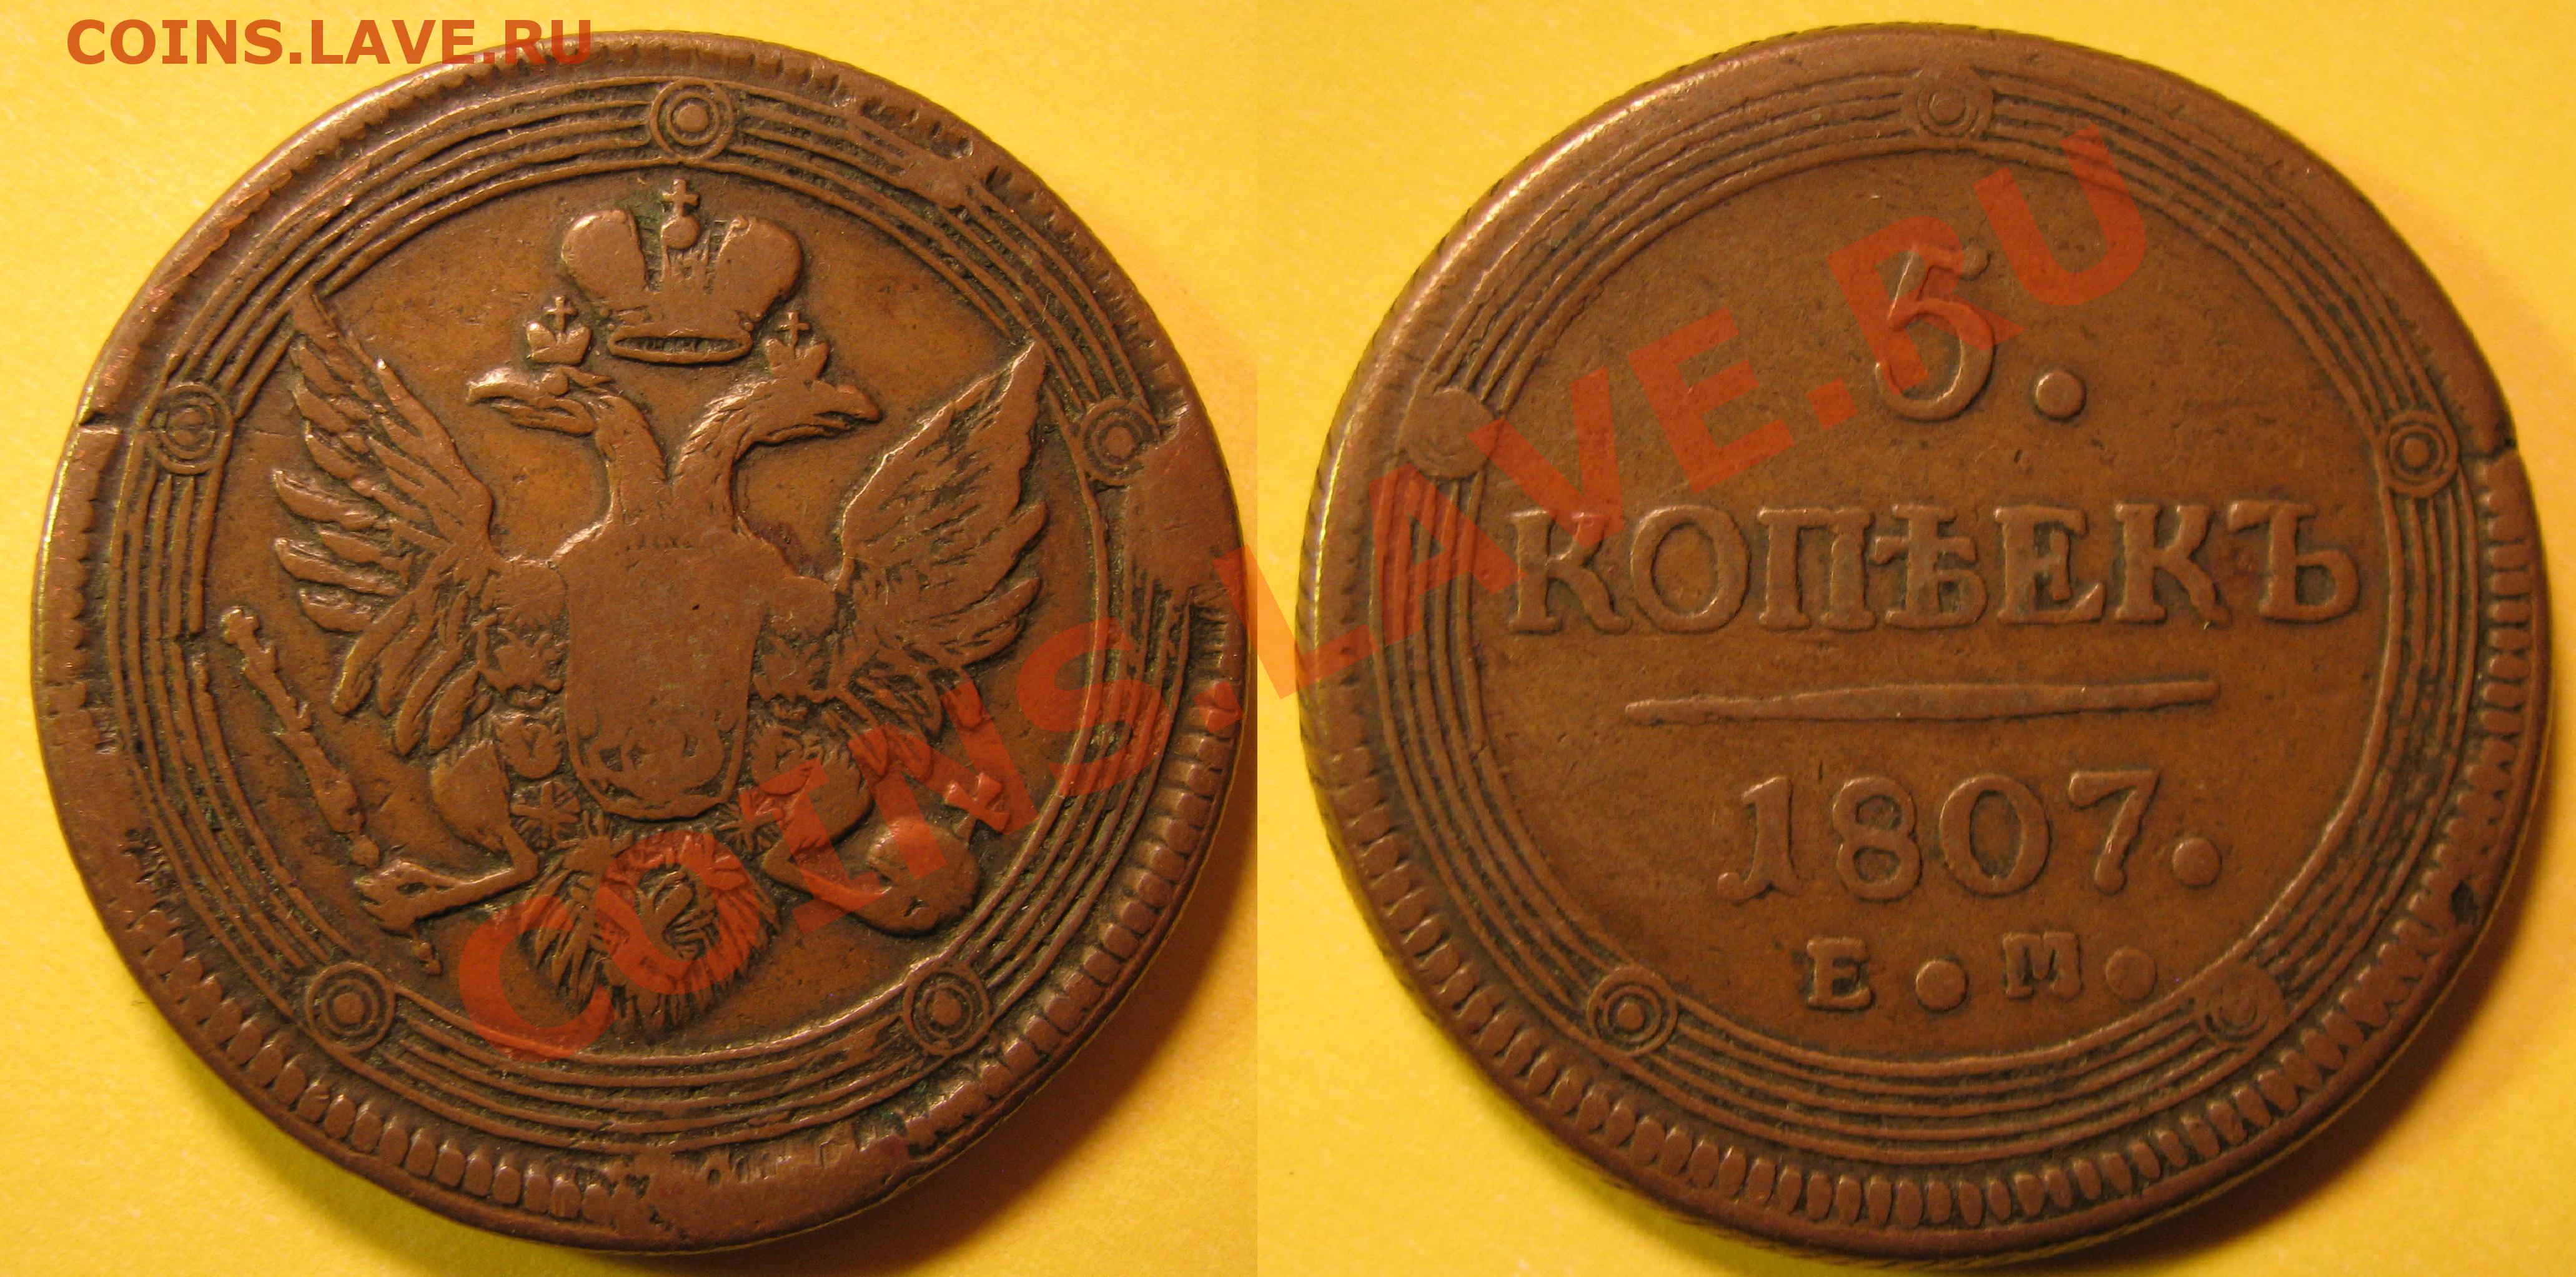 COINS.LAVE.RU
COINS.LAVE.RU
5.
КОПѢЕКЪ
1807.
Е.М.